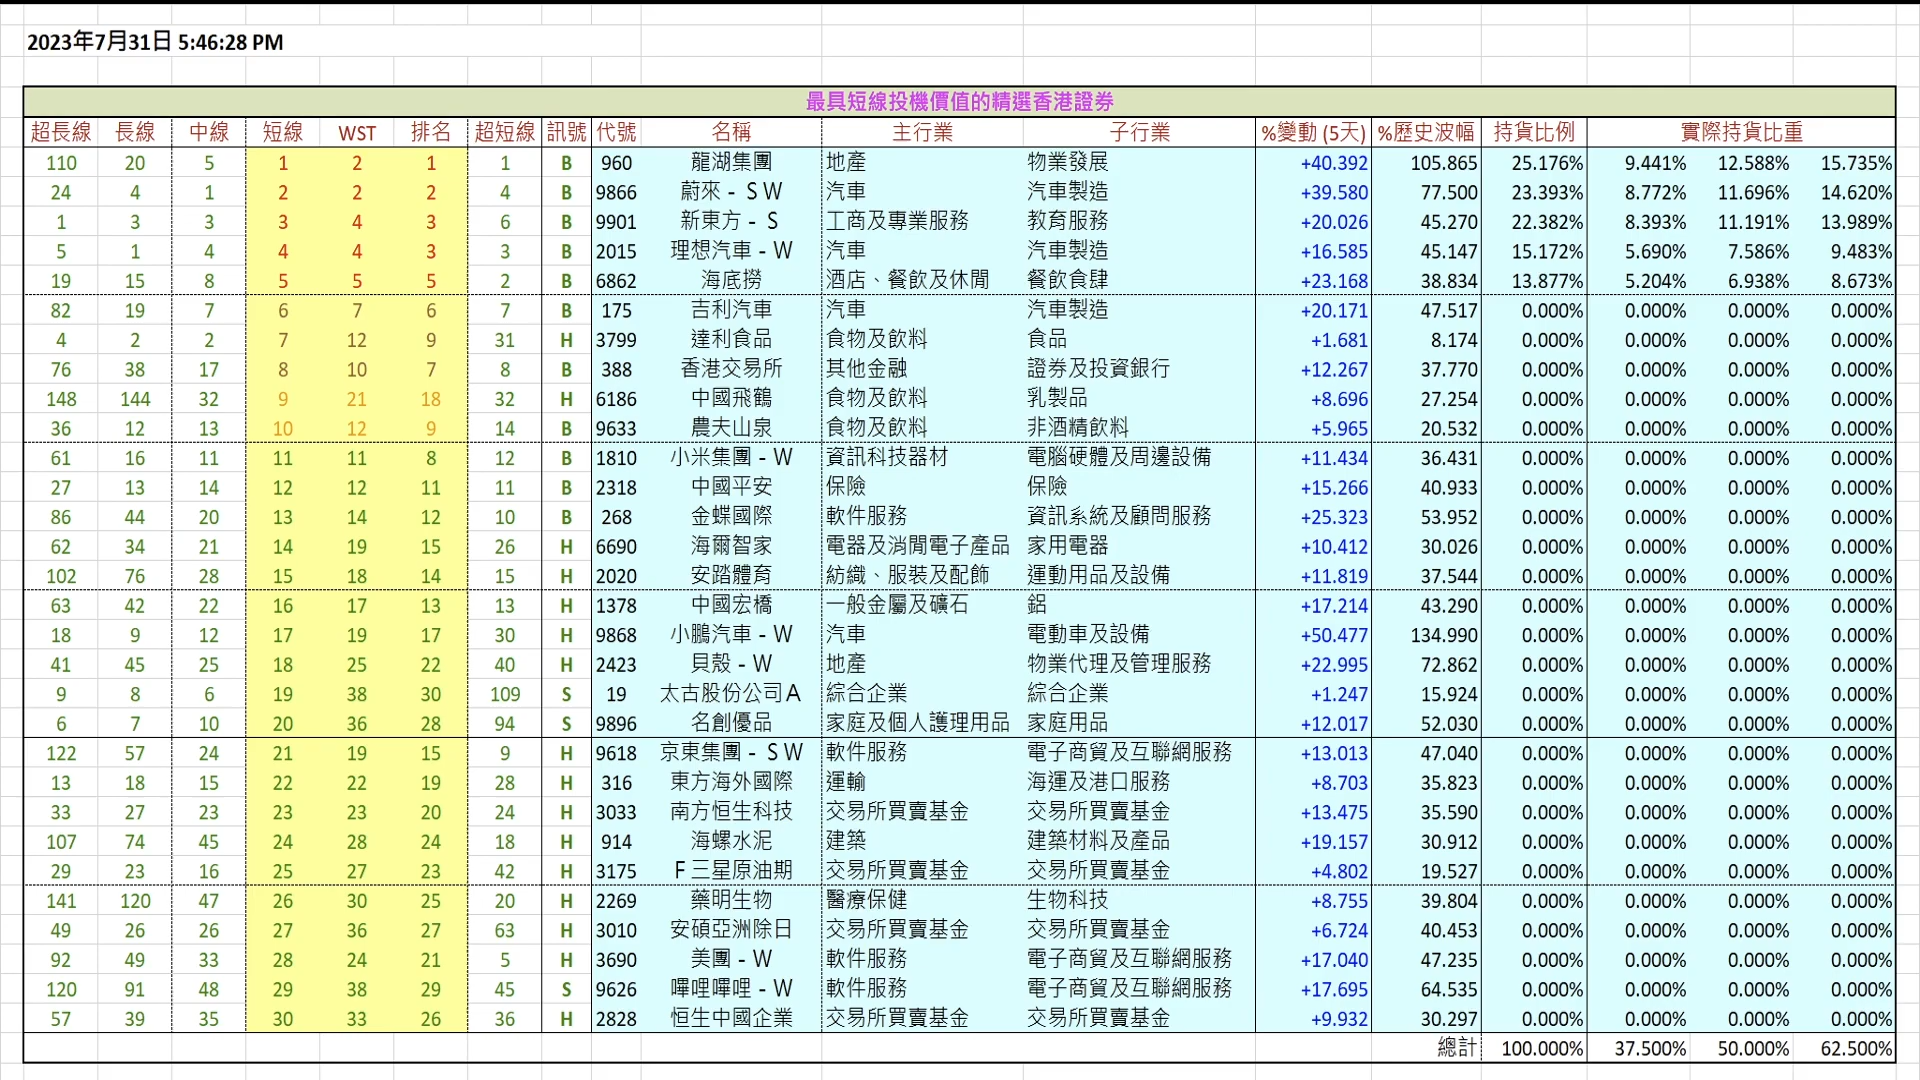 2023年7月31日 5:46:28 PM
最具短線投機價值的精選香港證券
超長線 長線 中線 短線 WST 排名 超短線 訊號 代號 名稱 主行業 子行業 %變動 (5天) %歷史波幅 持貨比例 實際持貨比重
110 20 5 1 2 1 1 B 960 龍湖集團 地產 物業發展 +40.392 105.865 25.176% 9.441% 12.588% 15.735%
24 4 1 2 2 2 4 B 9866 蔚來－ＳＷ 汽車 汽車製造 +39.580 77.500 23.393% 8.772% 11.696% 14.620%
1 3 3 3 4 3 6 B 9901 新東方－Ｓ 工商及專業服務 教育服務 +20.026 45.270 22.382% 8.393% 11.191% 13.989%
5 1 4 4 4 3 3 B 2015 理想汽車－Ｗ 汽車 汽車製造 +16.585 45.147 15.172% 5.690% 7.586% 9.483%
19 15 8 5 5 5 2 B 6862 海底撈 酒店、餐飲及休閒 餐飲食肆 +23.168 38.834 13.877% 5.204% 6.938% 8.673%
82 19 7 6 7 6 7 B 175 吉利汽車 汽車 汽車製造 +20.171 47.517 0.000% 0.000% 0.000% 0.000%
4 2 2 7 12 9 31 H 3799 達利食品 食物及飲料 食品 +1.681 8.174 0.000% 0.000% 0.000% 0.000%
76 38 17 8 10 7 8 B 388 香港交易所 其他金融 證券及投資銀行 +12.267 37.770 0.000% 0.000% 0.000% 0.000%
148 144 32 9 21 18 32 H 6186 中國飛鶴 食物及飲料 乳製品 +8.696 27.254 0.000% 0.000% 0.000% 0.000%
36 12 13 10 12 9 14 B 9633 農夫山泉 食物及飲料 非酒精飲料 +5.965 20.532 0.000% 0.000% 0.000% 0.000%
61 16 11 11 11 8 12 B 1810 小米集團－Ｗ 資訊科技器材 電腦硬體及周邊設備 +11.434 36.431 0.000% 0.000% 0.000% 0.000%
27 13 14 12 12 11 11 B 2318 中國平安 保險 保險 +15.266 40.933 0.000% 0.000% 0.000% 0.000%
86 44 20 13 14 12 10 B 268 金蝶國際 軟件服務 資訊系統及顧問服務 +25.323 53.952 0.000% 0.000% 0.000% 0.000%
62 34 21 14 19 15 26 H 6690 海爾智家 電器及消閒電子產品 家用電器 +10.412 30.026 0.000% 0.000% 0.000% 0.000%
102 76 28 15 18 14 15 H 2020 安踏體育 紡織、服裝及配飾 運動用品及設備 +11.819 37.544 0.000% 0.000% 0.000% 0.000%
63 42 22 16 17 13 13 H 1378 中國宏橋 一般金屬及礦石 鋁 +17.214 43.290 0.000% 0.000% 0.000% 0.000%
18 9 12 17 19 17 30 H 9868 小鵬汽車－Ｗ 汽車 電動車及設備 +50.477 134.990 0.000% 0.000% 0.000% 0.000%
41 45 25 18 25 22 40 H 2423 貝殼－Ｗ 地產 物業代理及管理服務 +22.995 72.862 0.000% 0.000% 0.000% 0.000%
9 8 6 19 38 30 109 S 19 太古股份公司Ａ 綜合企業 綜合企業 +1.247 15.924 0.000% 0.000% 0.000% 0.000%
6 7 10 20 36 28 94 S 9896 名創優品 家庭及個人護理用品 家庭用品 +12.017 52.030 0.000% 0.000% 0.000% 0.000%
122 57 24 21 19 15 9 H 9618 京東集團－ＳＷ 軟件服務 電子商貿及互聯網服務 +13.013 47.040 0.000% 0.000% 0.000% 0.000%
13 18 15 22 22 19 28 H 316 東方海外國際 運輸 海運及港口服務 +8.703 35.823 0.000% 0.000% 0.000% 0.000%
33 27 23 23 23 20 24 H 3033 南方恒生科技 交易所買賣基金 交易所買賣基金 +13.475 35.590 0.000% 0.000% 0.000% 0.000%
107 74 45 24 28 24 18 H 914 海螺水泥 建築 建築材料及產品 +19.157 30.912 0.000% 0.000% 0.000% 0.000%
29 23 16 25 27 23 42 H 3175 Ｆ三星原油期 交易所買賣基金 交易所買賣基金 +4.802 19.527 0.000% 0.000% 0.000% 0.000%
141 120 47 26 30 25 20 H 2269 藥明生物 醫療保健 生物科技 +8.755 39.804 0.000% 0.000% 0.000% 0.000%
49 26 26 27 36 27 63 H 3010 安碩亞洲除日 交易所買賣基金 交易所買賣基金 +6.724 40.453 0.000% 0.000% 0.000% 0.000%
92 49 33 28 24 21 5 H 3690 美團－Ｗ 軟件服務 電子商貿及互聯網服務 +17.040 47.235 0.000% 0.000% 0.000% 0.000%
120 91 48 29 38 29 45 S 9626 嗶哩嗶哩－Ｗ 軟件服務 電子商貿及互聯網服務 +17.695 64.535 0.000% 0.000% 0.000% 0.000%
57 39 35 30 33 26 36 H 2828 恒生中國企業 交易所買賣基金 交易所買賣基金 +9.932 30.297 0.000% 0.000% 0.000% 0.000%
總計 100.000% 37.500% 50.000% 62.500%